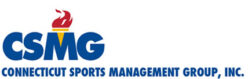 CSMG
CONNECTICUT SPORTS MANAGEMENT GROUP, INC.